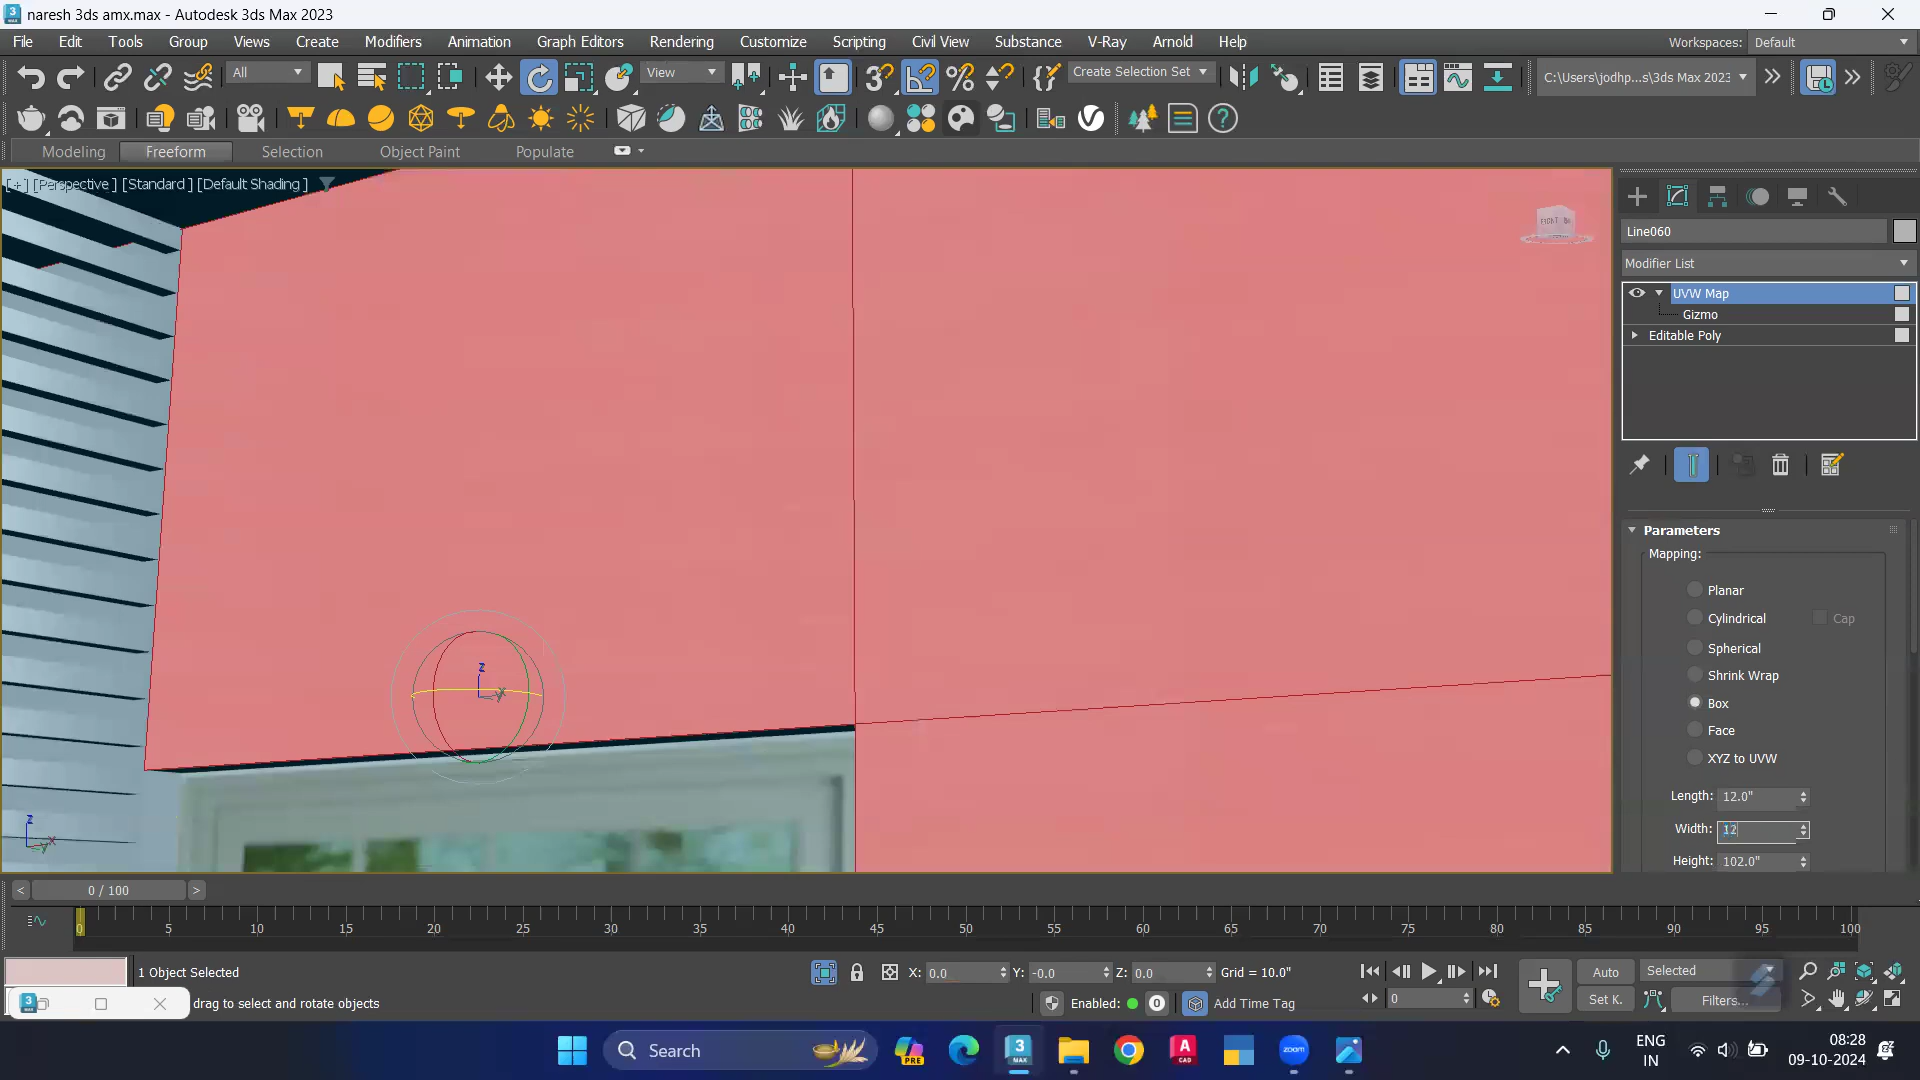 naresh 3ds amx.max - Autodesk 3ds Max 2023
File Edit Tools Group Views Create Modifiers Animation Graph Editors Rendering Customize Scripting Civil View Substance V-Ray Arnold Help
Workspaces: Default
All
View
Create Selection Set
C:\Users\jodhp...s\3ds Max 2023
Modeling Freeform Selection Object Paint Populate
[+] [Perspective ] [Standard ] [Default Shading ]
FRONT
Line060
Modifier List
UVW Map
Gizmo
Editable Poly
Parameters
Mapping:
Planar
Cylindrical Cap
Spherical
Shrink Wrap
Box
Face
XYZ to UVW
Length: 12.0"
Width: 12
Height: 102.0"
z
z
x
0 / 100
0 5 10 15 20 25 30 35 40 45 50 55 60 65 70 75 80 85 90 95 100
1 Object Selected
X: 0.0 Y: -0.0 Z: 0.0 Grid = 10.0"
Auto Selected
drag to select and rotate objects
Enabled: 0 Add Time Tag
0
Set K. Filters...
Search
PRE
3 MAX
A CAD
zoom
ENG
IN
08:28
09-10-2024